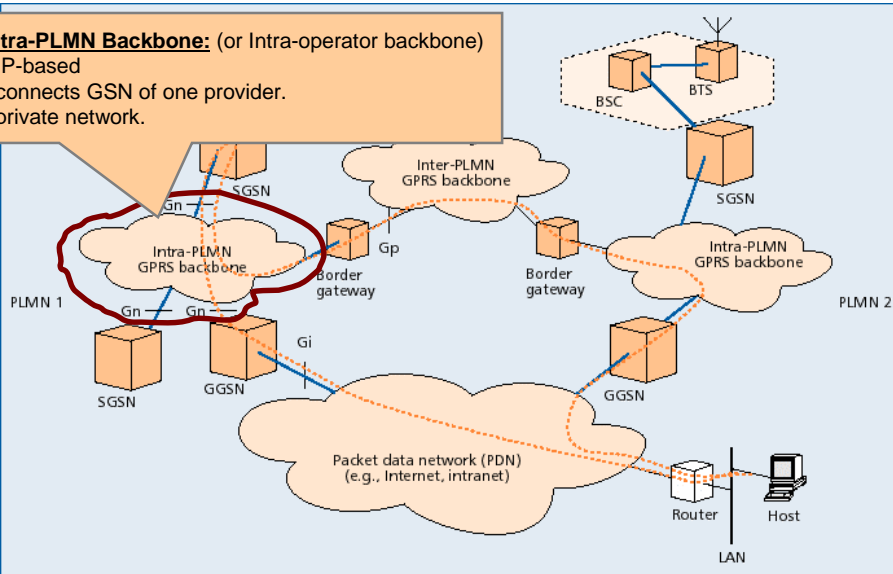 tra-PLMN Backbone: (or Intra-operator backbone)
P-based
connects GSN of one provider.
private network.
BSC
BTS
SGSN
Inter-PLMN
GPRS backbone
SGSN
Gn
Intra-PLMN
GPRS backbone
Gp
Border
gateway
Border
gateway
Intra-PLMN
GPRS backbone
PLMN 1
PLMN 2
Gn
Gn
SGSN
GGSN
Gi
GGSN
Packet data network (PDN)
(e.g., Internet, intranet)
Router
Host
LAN